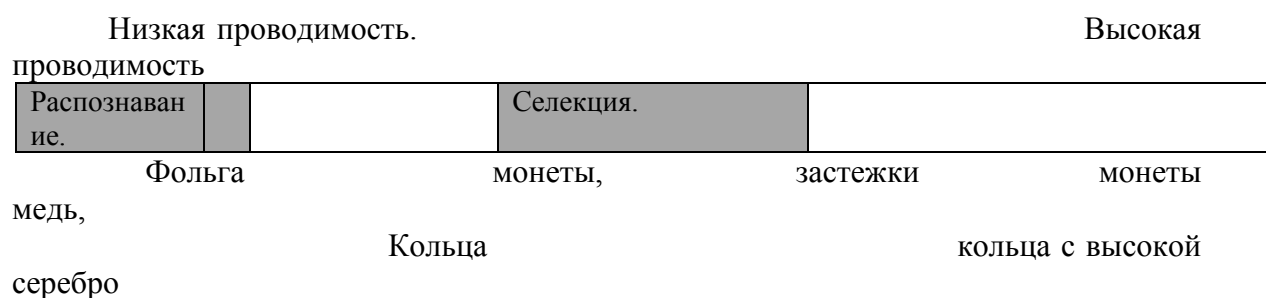 Низкая проводимость. Высокая
проводимость
Распознаван
ие.
Селекция.
Фольга монеты, застежки монеты
медь,
Кольца кольца с высокой
серебро